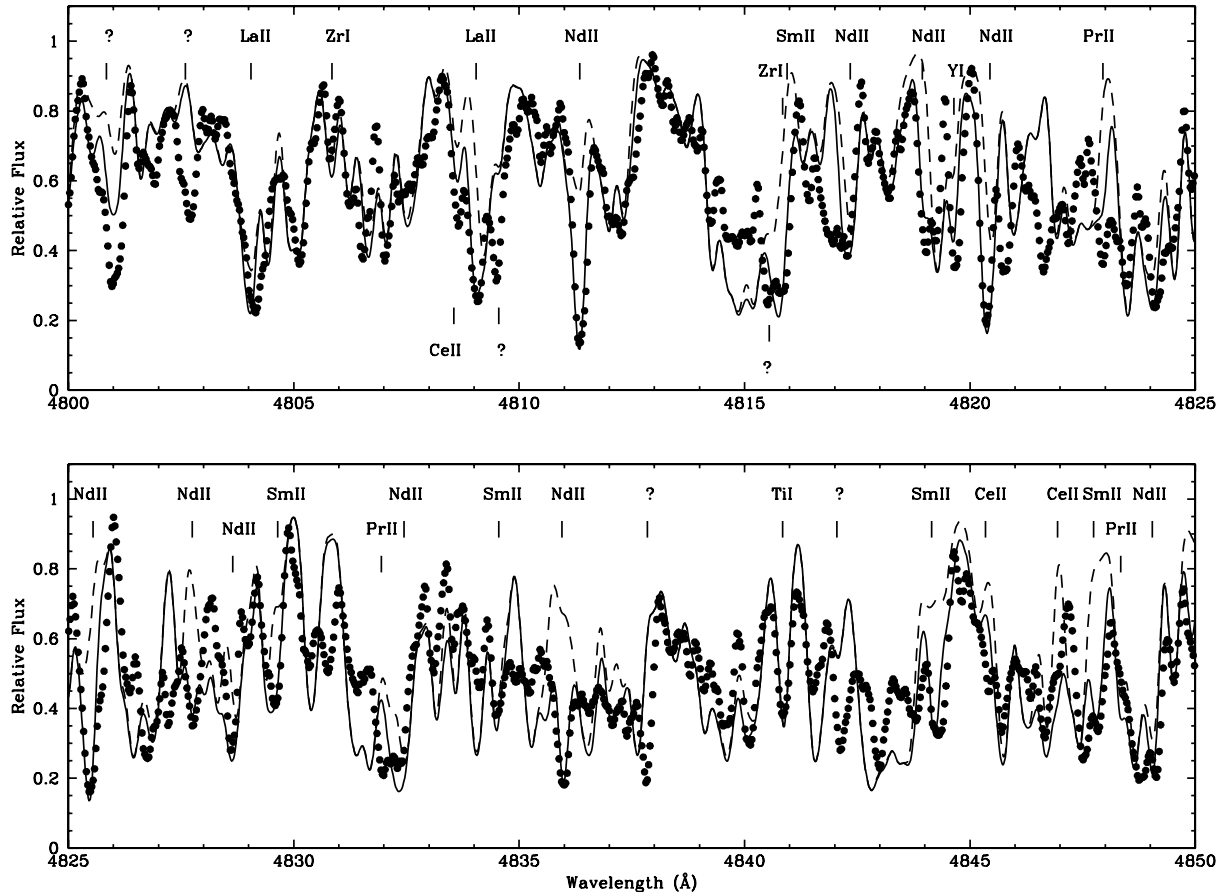 ? ? LaII ZrI LaII NdII SmII NdII NdII NdII PrII
ZrI YI
1
0.8
0.6
0.4
0.2
0
Relative Flux
CeII ? ?
4800 4805 4810 4815 4820 4825
NdII NdII SmII NdII SmII NdII ? TiI ? SmII CeII CeII SmII NdII
NdII PrII PrII
1
0.8
0.6
0.4
0.2
0
Relative Flux
4825 4830 4835 4840 4845 4850
Wavelength (Å)